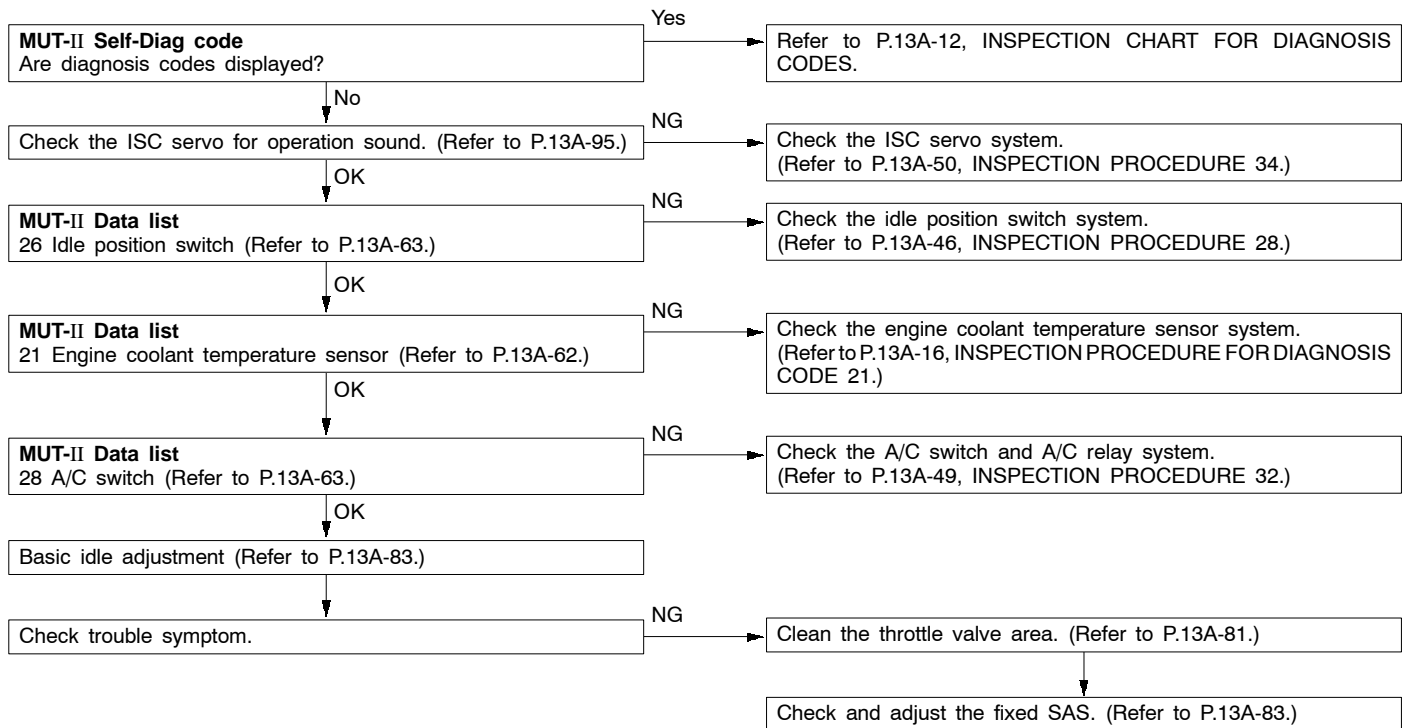 MUT-II Self-Diag code
Are diagnosis codes displayed?
Yes
Refer to P.13A-12, INSPECTION CHART FOR DIAGNOSIS
CODES.
No
Check the ISC servo for operation sound. (Refer to P.13A-95.)
NG
Check the ISC servo system.
(Refer to P.13A-50, INSPECTION PROCEDURE 34.)
OK
MUT-II Data list
26 Idle position switch (Refer to P.13A-63.)
NG
Check the idle position switch system.
(Refer to P.13A-46, INSPECTION PROCEDURE 28.)
OK
MUT-II Data list
21 Engine coolant temperature sensor (Refer to P.13A-62.)
NG
Check the engine coolant temperature sensor system.
(Refer to P.13A-16, INSPECTION PROCEDURE FOR DIAGNOSIS
CODE 21.)
OK
MUT-II Data list
28 A/C switch (Refer to P.13A-63.)
NG
Check the A/C switch and A/C relay system.
(Refer to P.13A-49, INSPECTION PROCEDURE 32.)
OK
Basic idle adjustment (Refer to P.13A-83.)
Check trouble symptom.
NG
Clean the throttle valve area. (Refer to P.13A-81.)
Check and adjust the fixed SAS. (Refer to P.13A-83.)